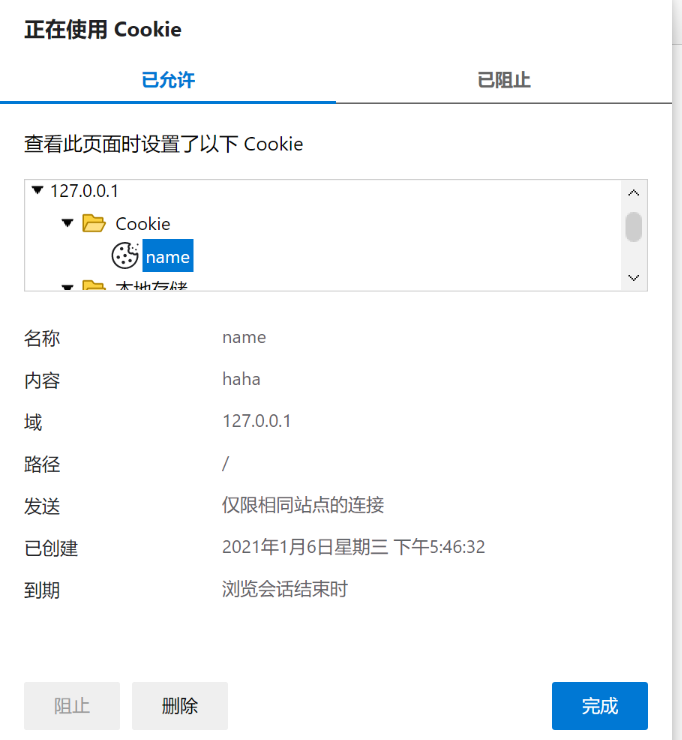 正在使用 Cookie
已允许 已阻止
查看此页面时设置了以下 Cookie
127.0.0.1
Cookie
name
本地存储
名称 name
内容 haha
域 127.0.0.1
路径 /
发送 仅限相同站点的连接
已创建 2021年1月6日星期三 下午5:46:32
到期 浏览会话结束时
阻止 删除 完成